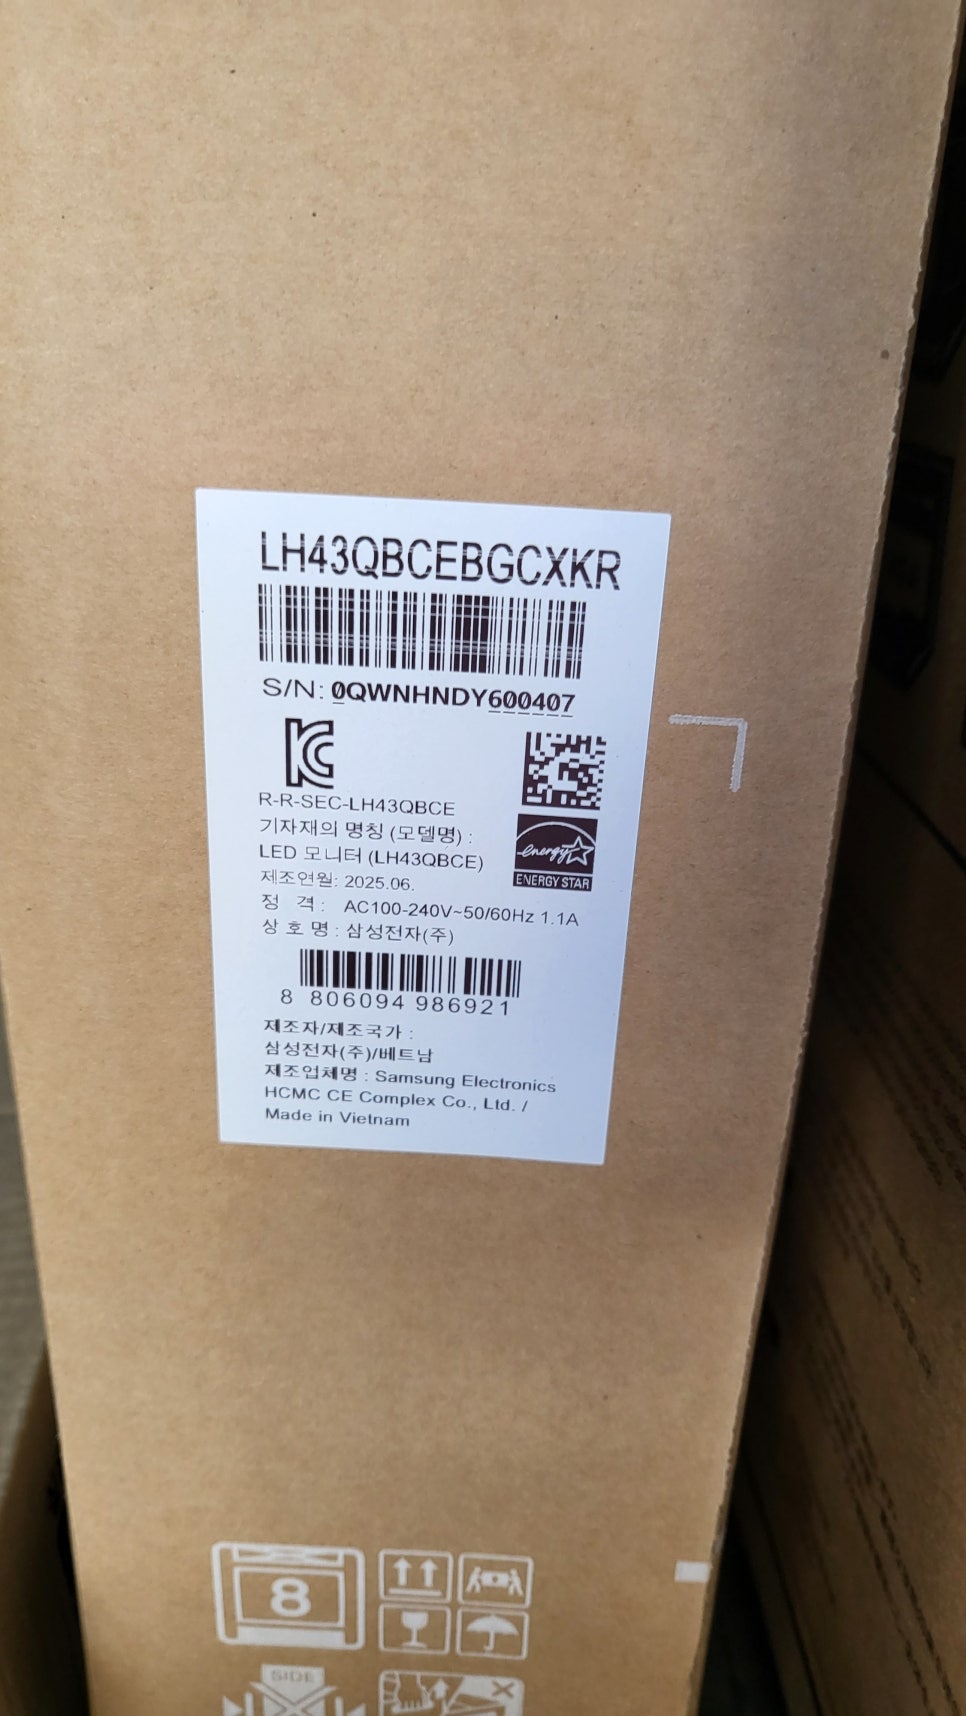 LH43QBCEBGCXKR
S/N: 0QWNHNDY600407
R-R-SEC-LH43QBCE
기자재의 명칭 (모델명) :
LED 모니터 (LH43QBCE)
제조연월: 2025.06.
정 격 : AC100-240V~50/60Hz 1.1A
상 호 명 : 삼성전자(주)
energy
ENERGY STAR
8 806094 986921
제조자/제조국가 :
삼성전자(주)/베트남
제조업체명 : Samsung Electronics
HCMC CE Complex Co., Ltd. /
Made in Vietnam
8
SIDE